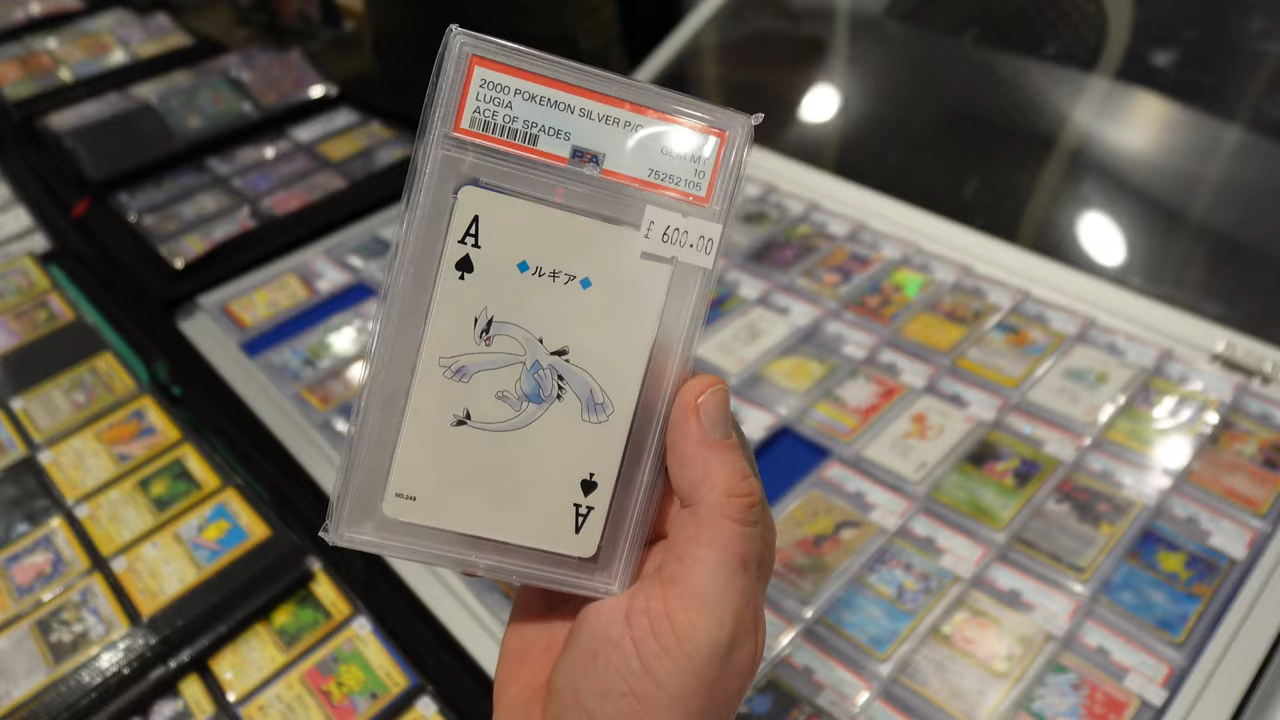 2000 POKEMON SILVER P/C
LUGIA
GEM MT
ACE OF SPADES
10
PSA
75252105
£ 600.00
A
ルギア
NO.249
A